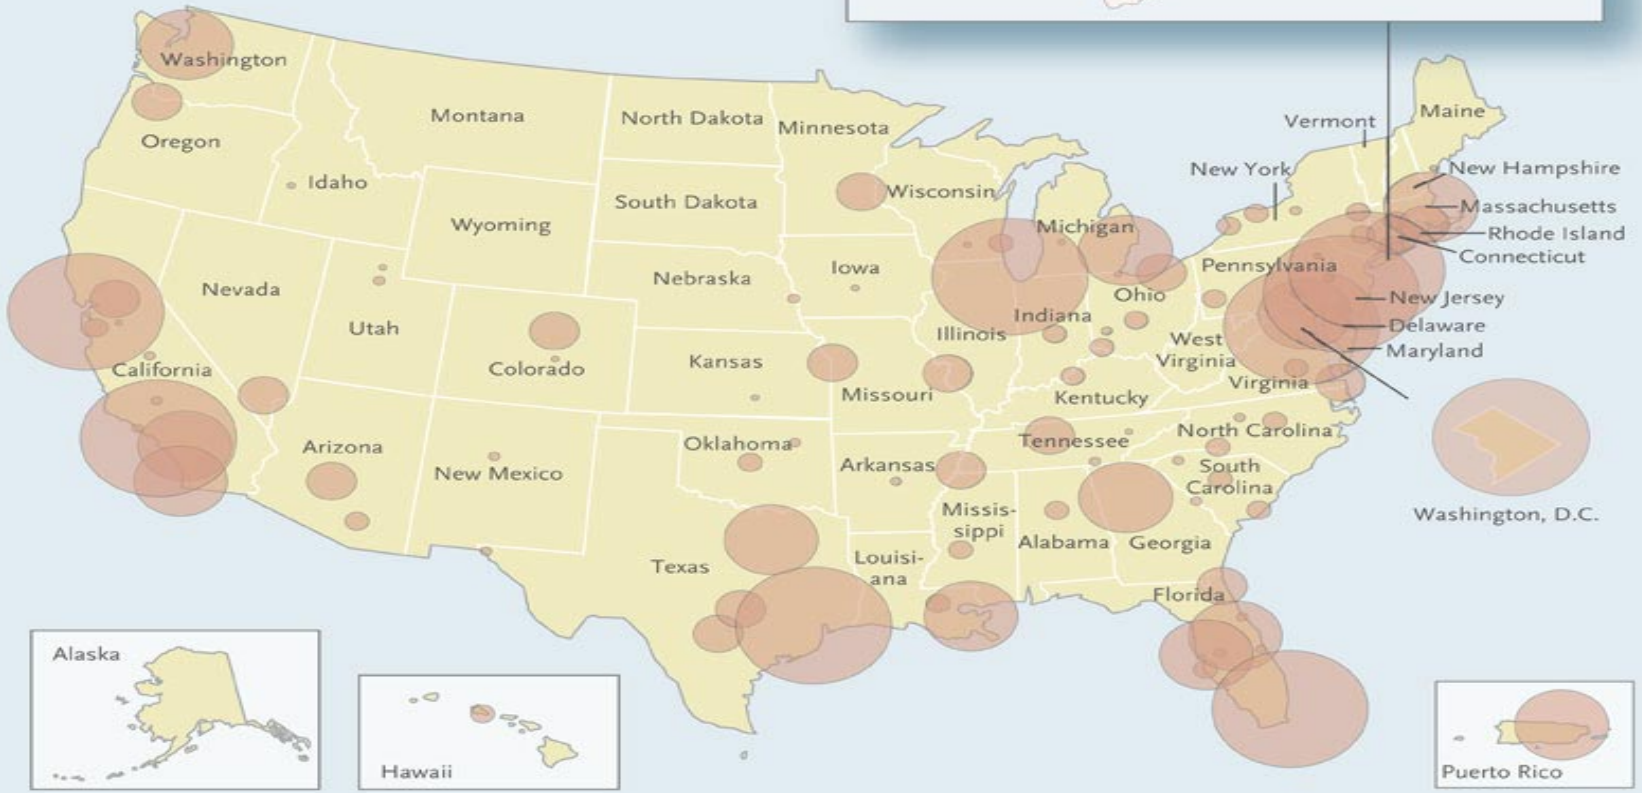 Washington
Montana
North Dakota
Minnesota
Vermont
Maine
Oregon
Idaho
Wisconsin
New York
New Hampshire
South Dakota
Massachusetts
Wyoming
Michigan
Rhode Island
Connecticut
Pennsylvania
Iowa
Nebraska
Nevada
Ohio
New Jersey
Utah
Indiana
Illinois
Delaware
West
Virginia
Maryland
California
Colorado
Kansas
Virginia
Missouri
Kentucky
Arizona
Oklahoma
Tennessee
North Carolina
New Mexico
Arkansas
South
Carolina
Washington, D.C.
Missis-
sippi
Alabama
Georgia
Texas
Louisi-
ana
Florida
Alaska
Hawaii
Puerto Rico